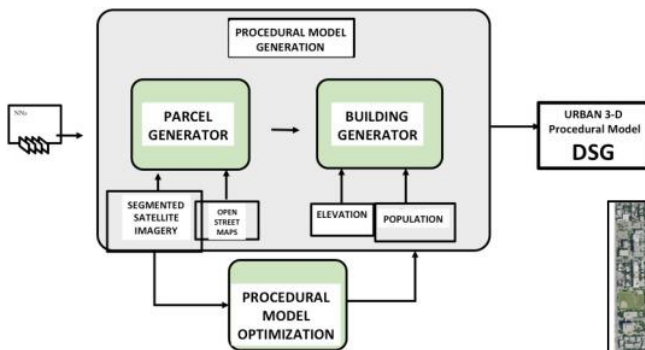 PROCEDURAL MODEL
GENERATION
NNs
PARCEL
GENERATOR
BUILDING
GENERATOR
URBAN 3-D
Procedural Model
DSG
SEGMENTED
SATELLITE
IMAGERY
OPEN
STREET
MAPS
ELEVATION
POPULATION
PROCEDURAL
MODEL
OPTIMIZATION